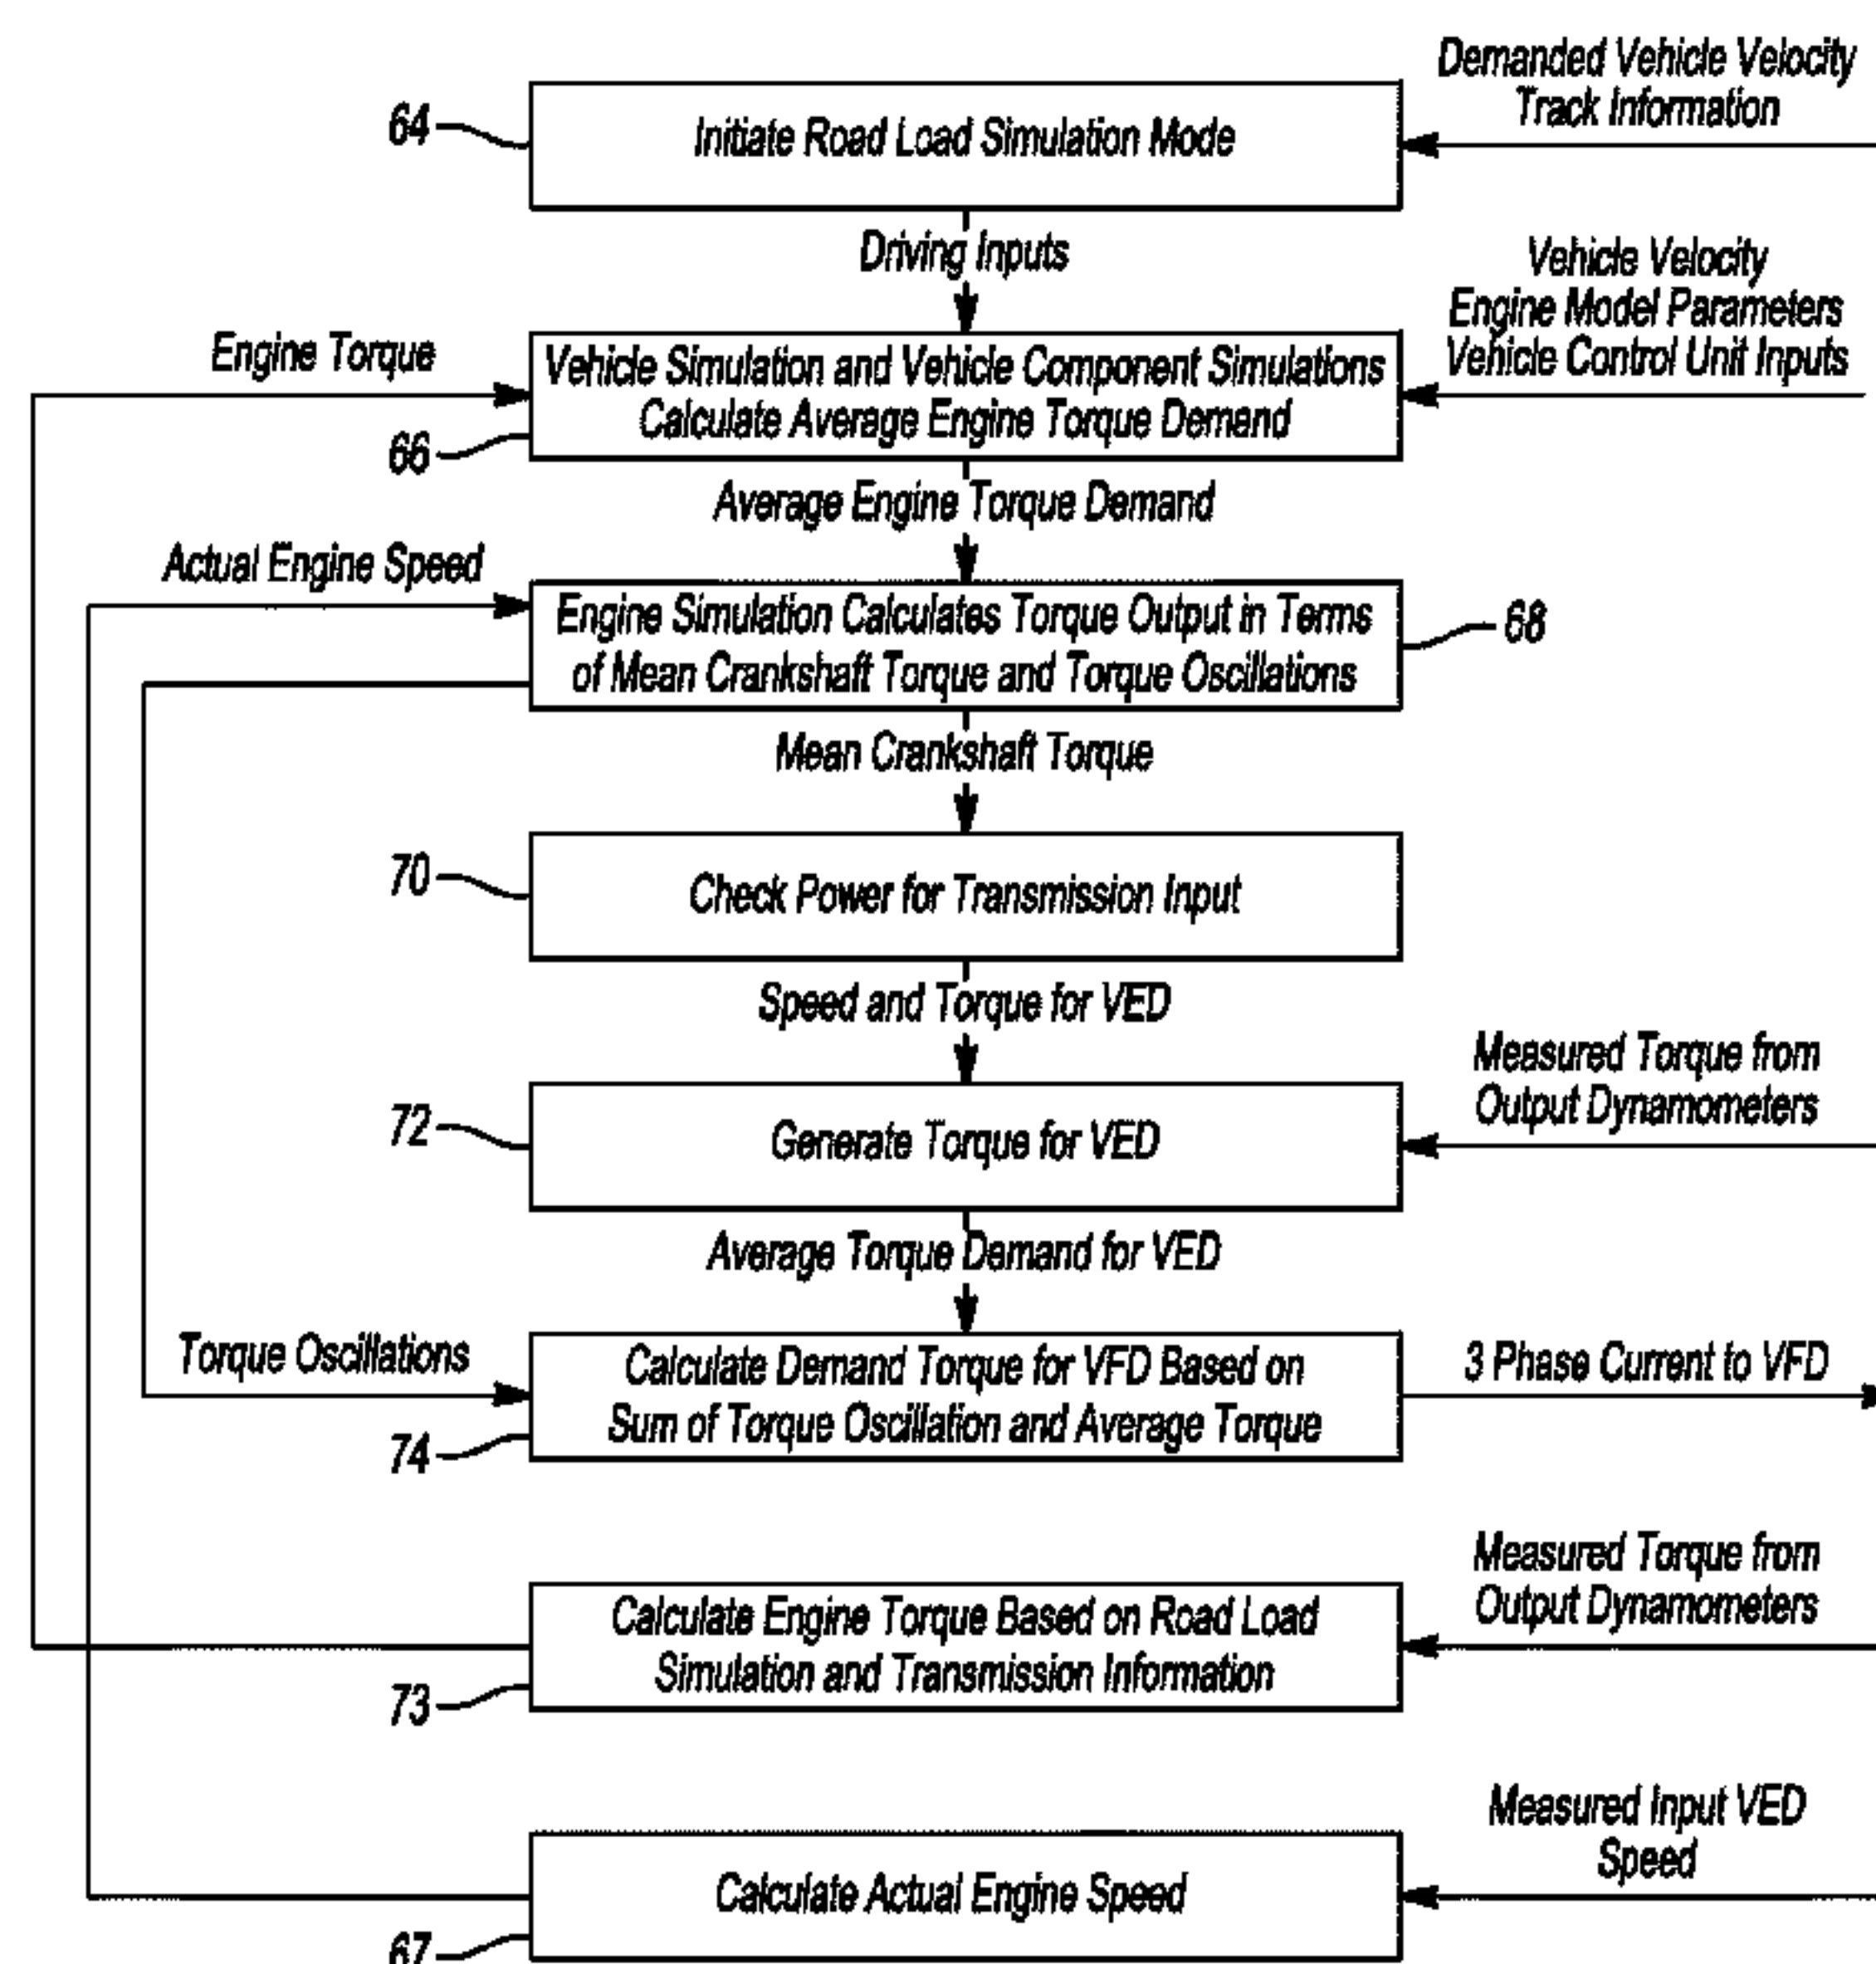 Demanded Vehicle Velocity
Track Information
64
Initiate Road Load Simulation Mode
Driving Inputs
Vehicle Velocity
Engine Model Parameters
Vehicle Control Unit Inputs
Engine Torque
Vehicle Simulation and Vehicle Component Simulations
Calculate Average Engine Torque Demand
66
Average Engine Torque Demand
Actual Engine Speed
Engine Simulation Calculates Torque Output in Terms
of Mean Crankshaft Torque and Torque Oscillations
68
Mean Crankshaft Torque
70
Check Power for Transmission Input
Speed and Torque for VED
Measured Torque from
Output Dynamometers
72
Generate Torque for VED
Average Torque Demand for VED
Torque Oscillations
Calculate Demand Torque for VFD Based on
Sum of Torque Oscillation and Average Torque
74
3 Phase Current to VFD
Measured Torque from
Output Dynamometers
Calculate Engine Torque Based on Road Load
Simulation and Transmission Information
73
Measured Input VED
Speed
Calculate Actual Engine Speed
67